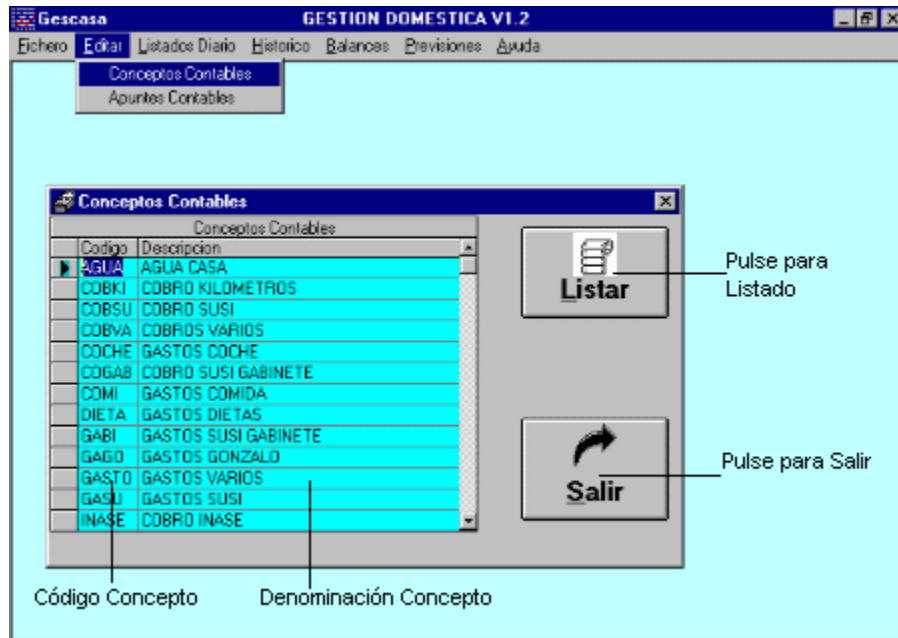 Gescasa GESTION DOMESTICA V1.2
Fichero Editar Listados Diario Historico Balances Previsiones Ayuda
Conceptos Contables
Apuntes Contables
Conceptos Contables
Conceptos Contables
Codigo Descripcion
AGUA AGUA CASA
COBKI COBRO KILOMETROS
COBSU COBRO SUSI
COBVA COBROS VARIOS
COCHE GASTOS COCHE
COGAB COBRO SUSI GABINETE
COMI GASTOS COMIDA
DIETA GASTOS DIETAS
GABI GASTOS SUSI GABINETE
GAGO GASTOS GONZALO
GASTO GASTOS VARIOS
GASU GASTOS SUSI
INASE COBRO INASE
Listar
Pulse para
Listado
Salir
Pulse para Salir
Código Concepto Denominación Concepto